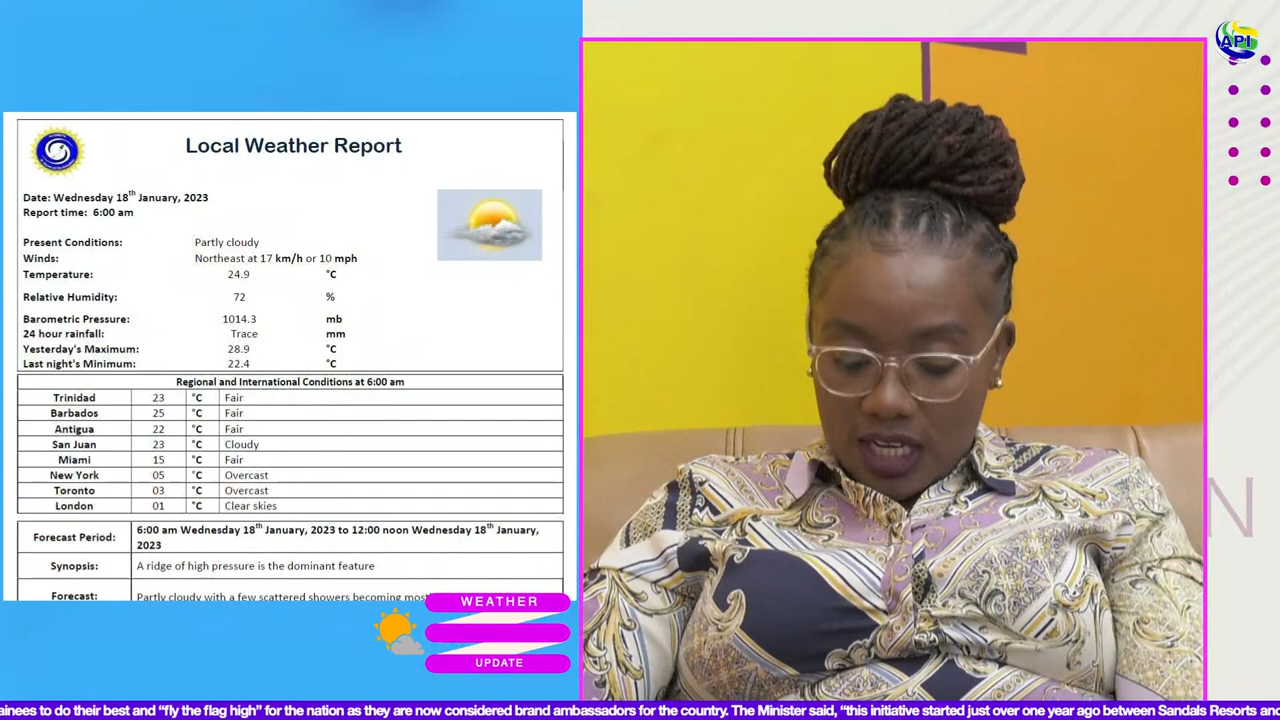 API
Local Weather Report
Date: Wednesday 18th January, 2023
Report time: 6:00 am
Present Conditions: Partly cloudy
Winds: Northeast at 17 km/h or 10 mph
Temperature: 24.9 °C
Relative Humidity: 72 %
Barometric Pressure: 1014.3 mb
24 hour rainfall: Trace mm
Yesterday's Maximum: 28.9 °C
Last night's Minimum: 22.4 °C
Regional and International Conditions at 6:00 am
Trinidad 23 °C Fair
Barbados 25 °C Fair
Antigua 22 °C Fair
San Juan 23 °C Cloudy
Miami 15 °C Fair
New York 05 °C Overcast
Toronto 03 °C Overcast
London 01 °C Clear skies
Forecast Period: 6:00 am Wednesday 18th January, 2023 to 12:00 noon Wednesday 18th January,
2023
Synopsis: A ridge of high pressure is the dominant feature
Forecast: Partly cloudy with a few scattered showers becoming
WEATHER
UPDATE
N
ainees to do their best and “fly the flag high” for the nation as they are now considered brand ambassadors for the country. The Minister said, “this initiative started just over one year ago between Sandals Resorts and